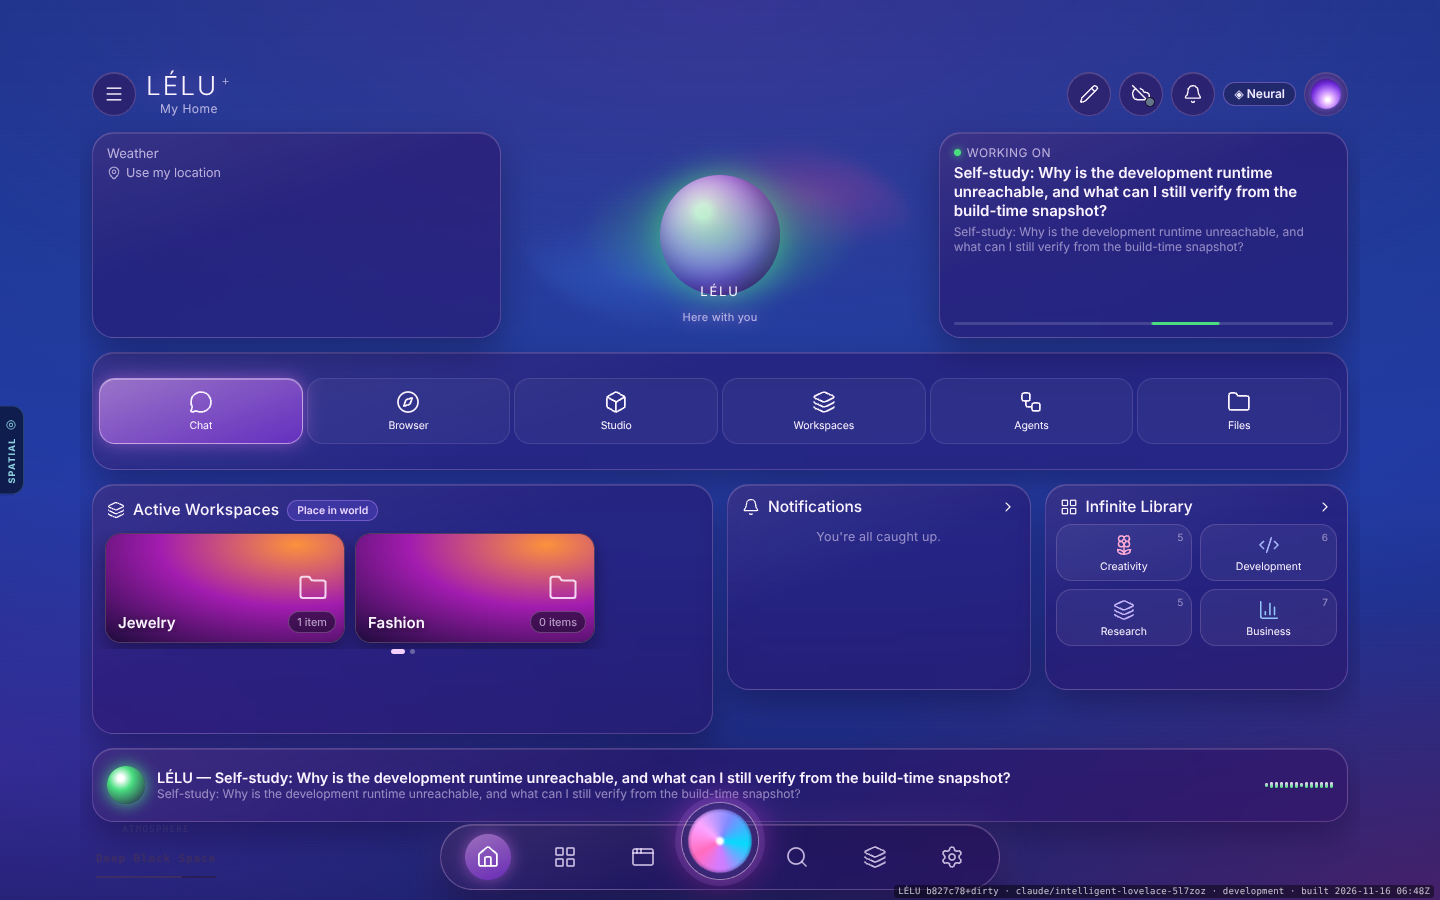 LÉLU +
My Home
◈ Neural
Weather
Use my location
LÉLU
Here with you
WORKING ON
Self-study: Why is the development runtime
unreachable, and what can I still verify from the
build-time snapshot?
Self-study: Why is the development runtime unreachable, and
what can I still verify from the build-time snapshot?
SPATIAL ◎
Chat
Browser
Studio
Workspaces
Agents
Files
Active Workspaces
Place in world
Jewelry
1 item
Fashion
0 items
Notifications
You're all caught up.
Infinite Library
5
Creativity
6
Development
5
Research
7
Business
LÉLU — Self-study: Why is the development runtime unreachable, and what can I still verify from the build-time snapshot?
Self-study: Why is the development runtime unreachable, and what can I still verify from the build-time snapshot?
ATMOSPHERE
Deep Black Space
LÉLU b827c78+dirty · claude/intelligent-lovelace-5l7zoz · development · built 2026-11-16 06:48Z